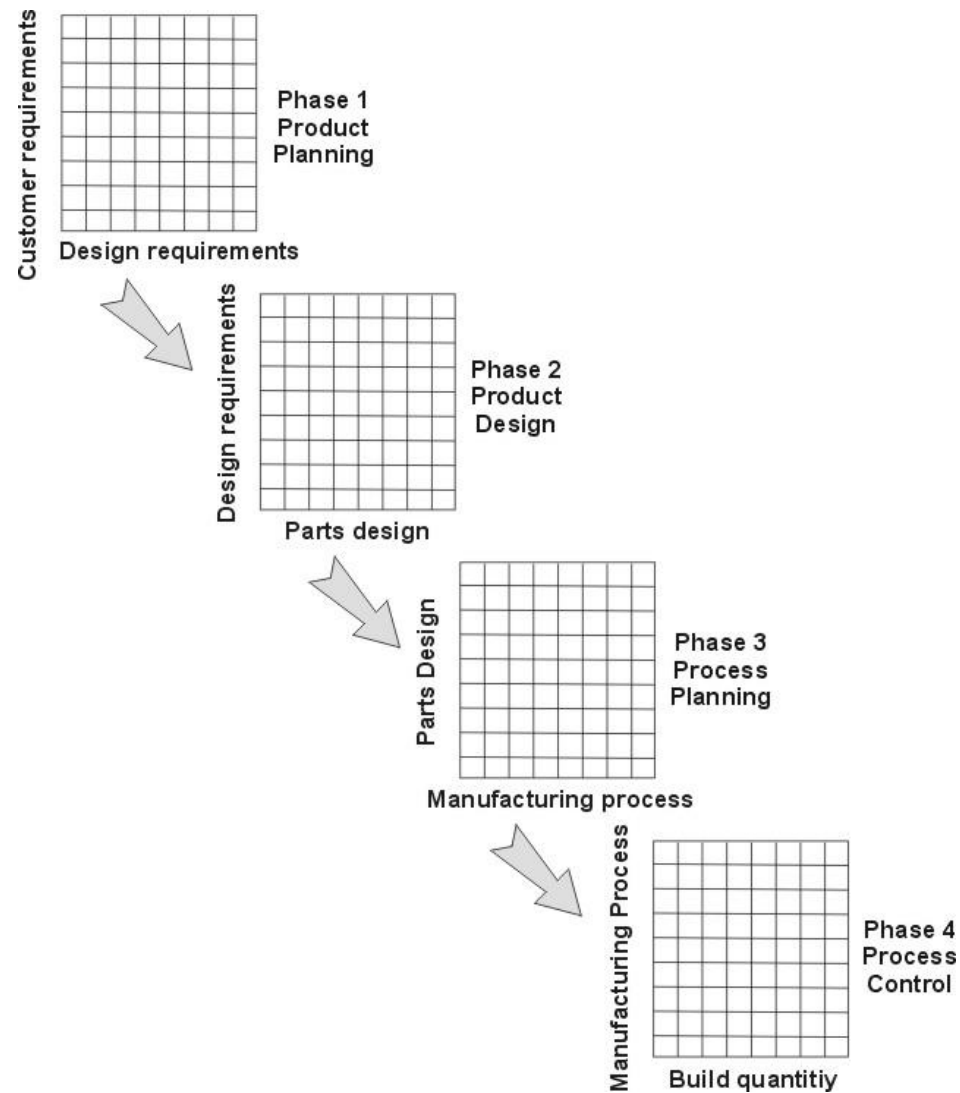 Customer requirements
Phase 1
Product
Planning
Design requirements
Design requirements
Phase 2
Product
Design
Parts design
Parts Design
Phase 3
Process
Planning
Manufacturing process
Manufacturing Process
Phase 4
Process
Control
Build quantitiy